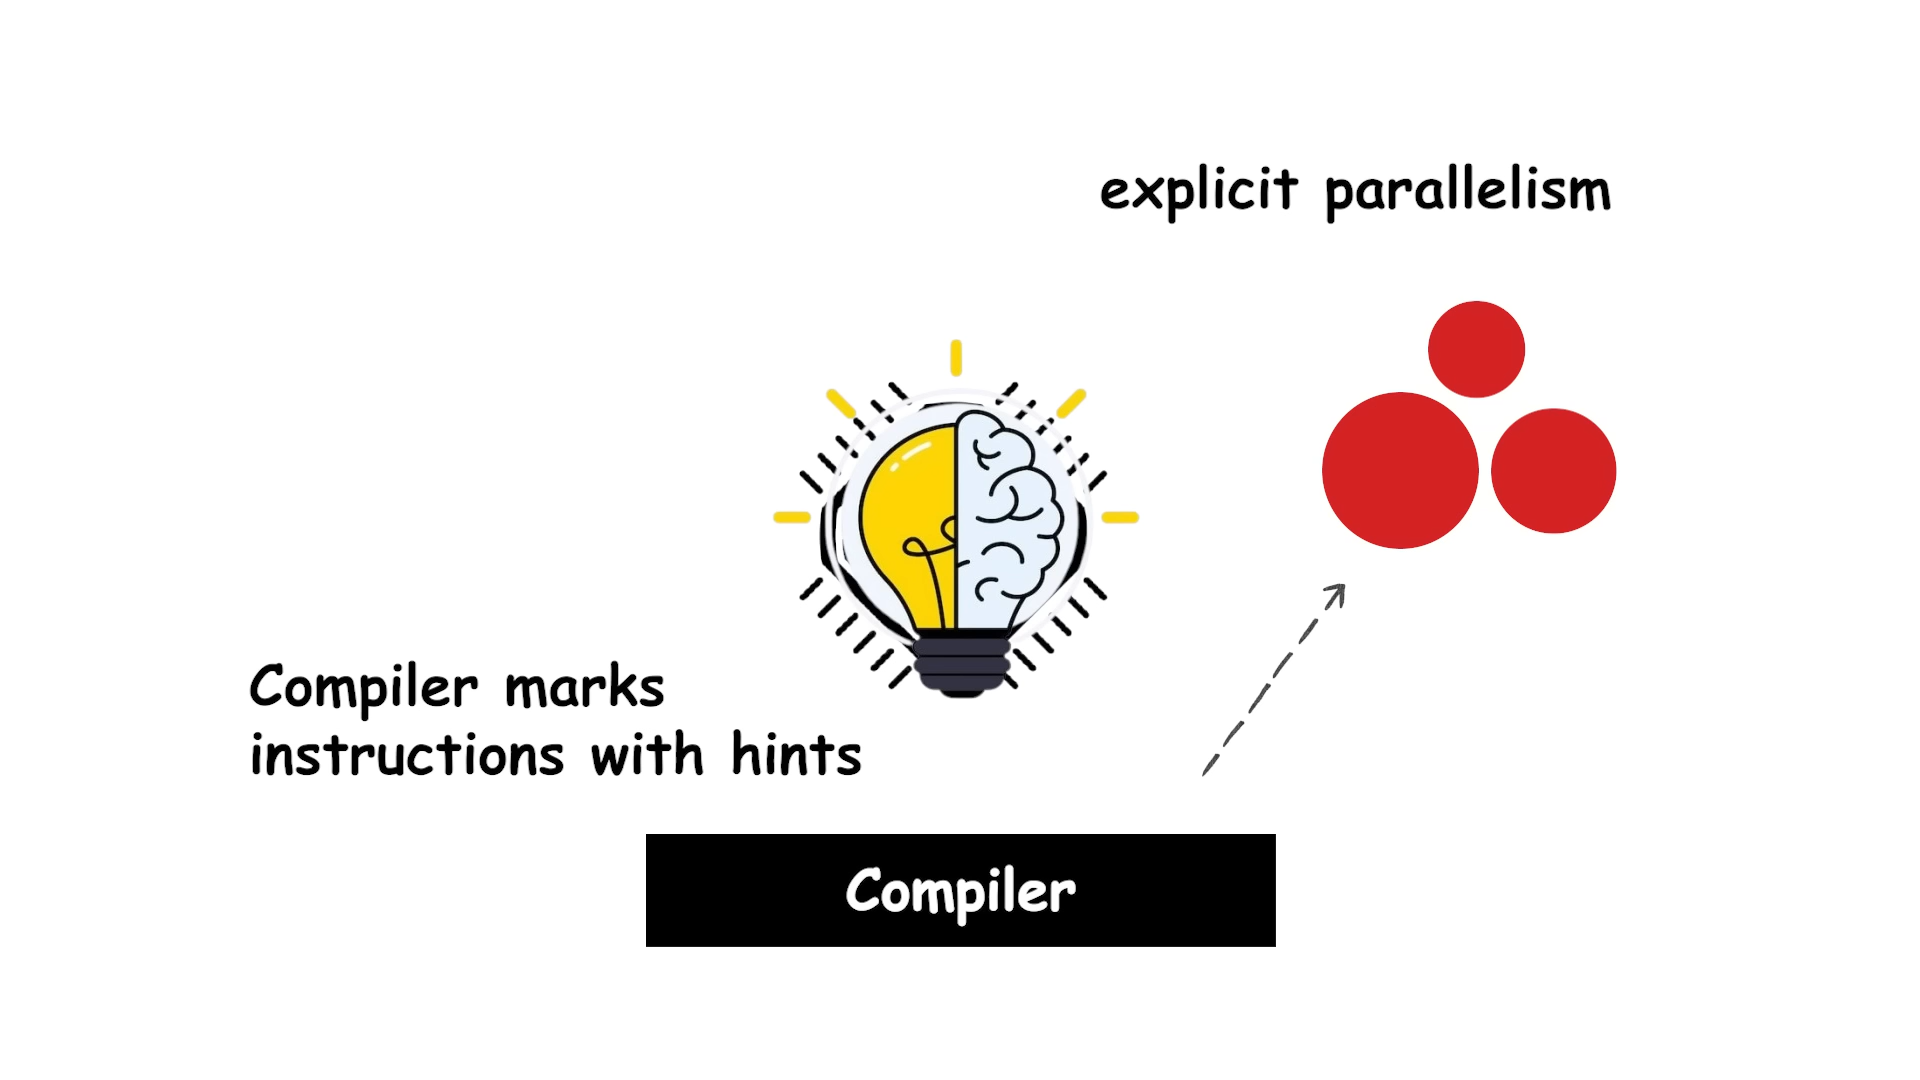 explicit parallelism
Compiler marks
instructions with hints
Compiler